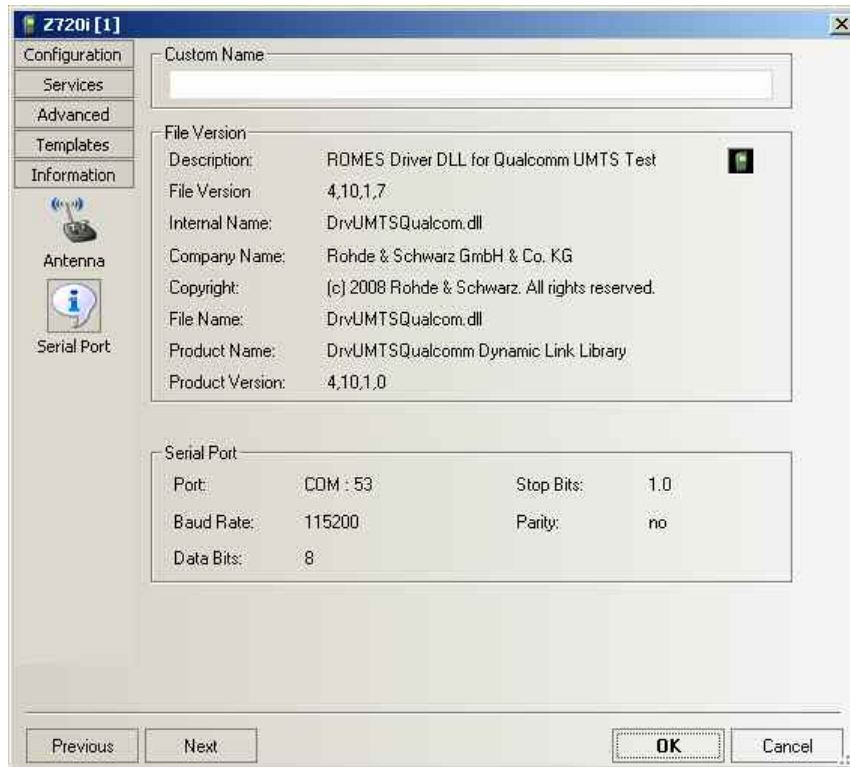 Z720i [1]
Configuration
Services
Advanced
Templates
Information
Antenna
Serial Port
Custom Name
File Version
Description: ROMES Driver DLL for Qualcomm UMTS Test
File Version 4,10,1,7
Internal Name: DrvUMTSQualcom.dll
Company Name: Rohde & Schwarz GmbH & Co. KG
Copyright: (c) 2008 Rohde & Schwarz. All rights reserved.
File Name: DrvUMTSQualcom.dll
Product Name: DrvUMTSQualcomm Dynamic Link Library
Product Version: 4,10,1,0
Serial Port
Port: COM : 53 Stop Bits: 1.0
Baud Rate: 115200 Parity: no
Data Bits: 8
Previous Next OK Cancel